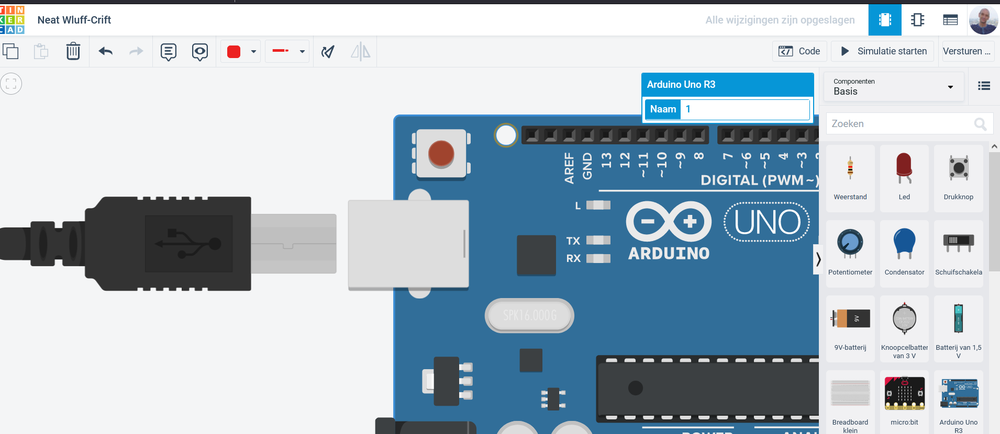 TIN
KER
CAD
Neat Wluff-Crift
Alle wijzigingen zijn opgeslagen
Code
Simulatie starten
Versturen ...
Arduino Uno R3
Naam 1
Componenten
Basis
Zoeken
AREF
GND
13
12
~11
~10
~9
8
7
~6
~5
4
~3
DIGITAL (PWM~)
L
TX
RX
UNO
ARDUINO
SPK16.000G
Weerstand
Led
Drukknop
Potentiometer
Condensator
Schuifschakela
9V
9V-batterij
Knoopcelbatter
van 3 V
Batterij van 1,5
V
Breadboard
klein
micro:bit
Arduino Uno
R3